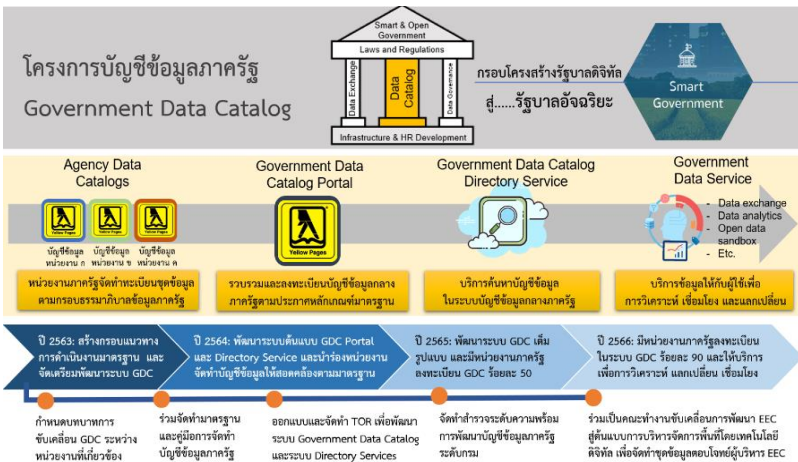 โครงการบัญชีข้อมูลภาครัฐ
Government Data Catalog
Smart & Open
Government
Laws and Regulations
Data Exchange
Data
Catalog
Data Governance
Infrastructure & HR Development
กรอบโครงสร้างรัฐบาลดิจิทัล
สู่......รัฐบาลอัจฉริยะ
Smart
Government
Agency Data
Catalogs
Yellow Pages
Yellow Pages
Yellow Pages
บัญชีข้อมูล
หน่วยงาน ก
บัญชีข้อมูล
หน่วยงาน ข
บัญชีข้อมูล
หน่วยงาน ค
หน่วยงานภาครัฐจัดทำทะเบียนชุดข้อมูล
ตามกรอบธรรมาภิบาลข้อมูลภาครัฐ
Government Data
Catalog Portal
Yellow Pages
รวบรวมและลงทะเบียนบัญชีข้อมูลกลาง
ภาครัฐตามประกาศหลักเกณฑ์มาตรฐาน
Government Data Catalog
Directory Service
บริการค้นหาบัญชีข้อมูล
ในระบบบัญชีข้อมูลกลางภาครัฐ
Government
Data Service
- Data exchange
- Data analytics
- Open data
sandbox
- Etc.
บริการข้อมูลให้กับผู้ใช้เพื่อ
การวิเคราะห์ เชื่อมโยง และแลกเปลี่ยน
ปี 2563: สร้างกรอบแนวทาง
การดำเนินงานมาตรฐาน และ
จัดเตรียมพัฒนาระบบ GDC
ปี 2564: พัฒนาระบบต้นแบบ GDC Portal
และ Directory Service และนำร่องหน่วยงาน
จัดทำบัญชีข้อมูลให้สอดคล้องตามมาตรฐาน
ปี 2565: พัฒนาระบบ GDC เต็ม
รูปแบบ และมีหน่วยงานภาครัฐ
ลงทะเบียน GDC ร้อยละ 50
ปี 2566: มีหน่วยงานภาครัฐลงทะเบียน
ในระบบ GDC ร้อยละ 90 และให้บริการ
เพื่อการวิเคราะห์ แลกเปลี่ยน เชื่อมโยง
กำหนดบทบาทการ
ขับเคลื่อน GDC ระหว่าง
หน่วยงานที่เกี่ยวข้อง
ร่วมจัดทำมาตรฐาน
และคู่มือการจัดทำ
บัญชีข้อมูลภาครัฐ
ออกแบบและจัดทำ TOR เพื่อพัฒนา
ระบบ Government Data Catalog
และระบบ Directory Services
จัดทำสำรวจระดับความพร้อม
การพัฒนาบัญชีข้อมูลภาครัฐ
ระดับกรม
ร่วมเป็นคณะทำงานขับเคลื่อนการพัฒนา EEC
สู่ต้นแบบการบริหารจัดการพื้นที่โดยเทคโนโลยี
ดิจิทัล เพื่อจัดทำชุดข้อมูลตอบโจทย์ผู้บริหาร EEC